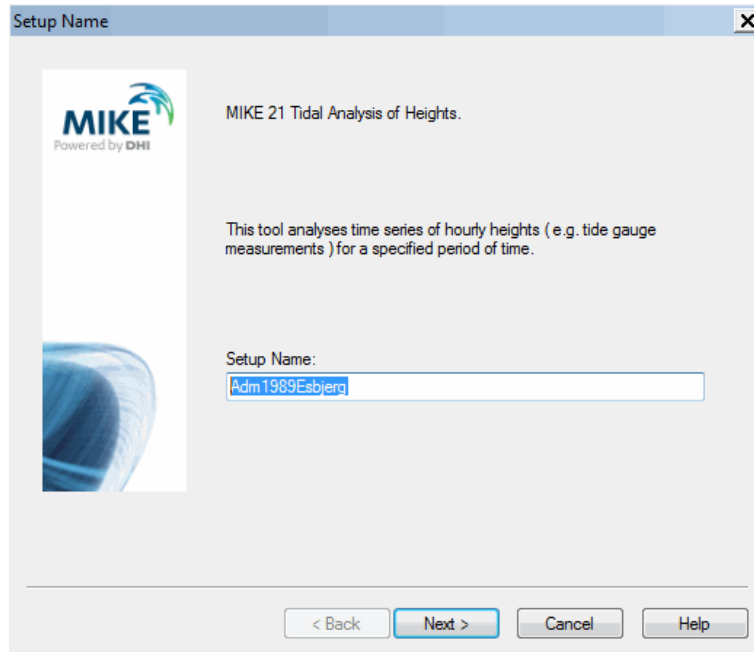 Setup Name
MIKE
Powered by DHI
MIKE 21 Tidal Analysis of Heights.
This tool analyses time series of hourly heights ( e.g. tide gauge
measurements ) for a specified period of time.
Setup Name:
Adm1989Esbjerg
< Back Next > Cancel Help